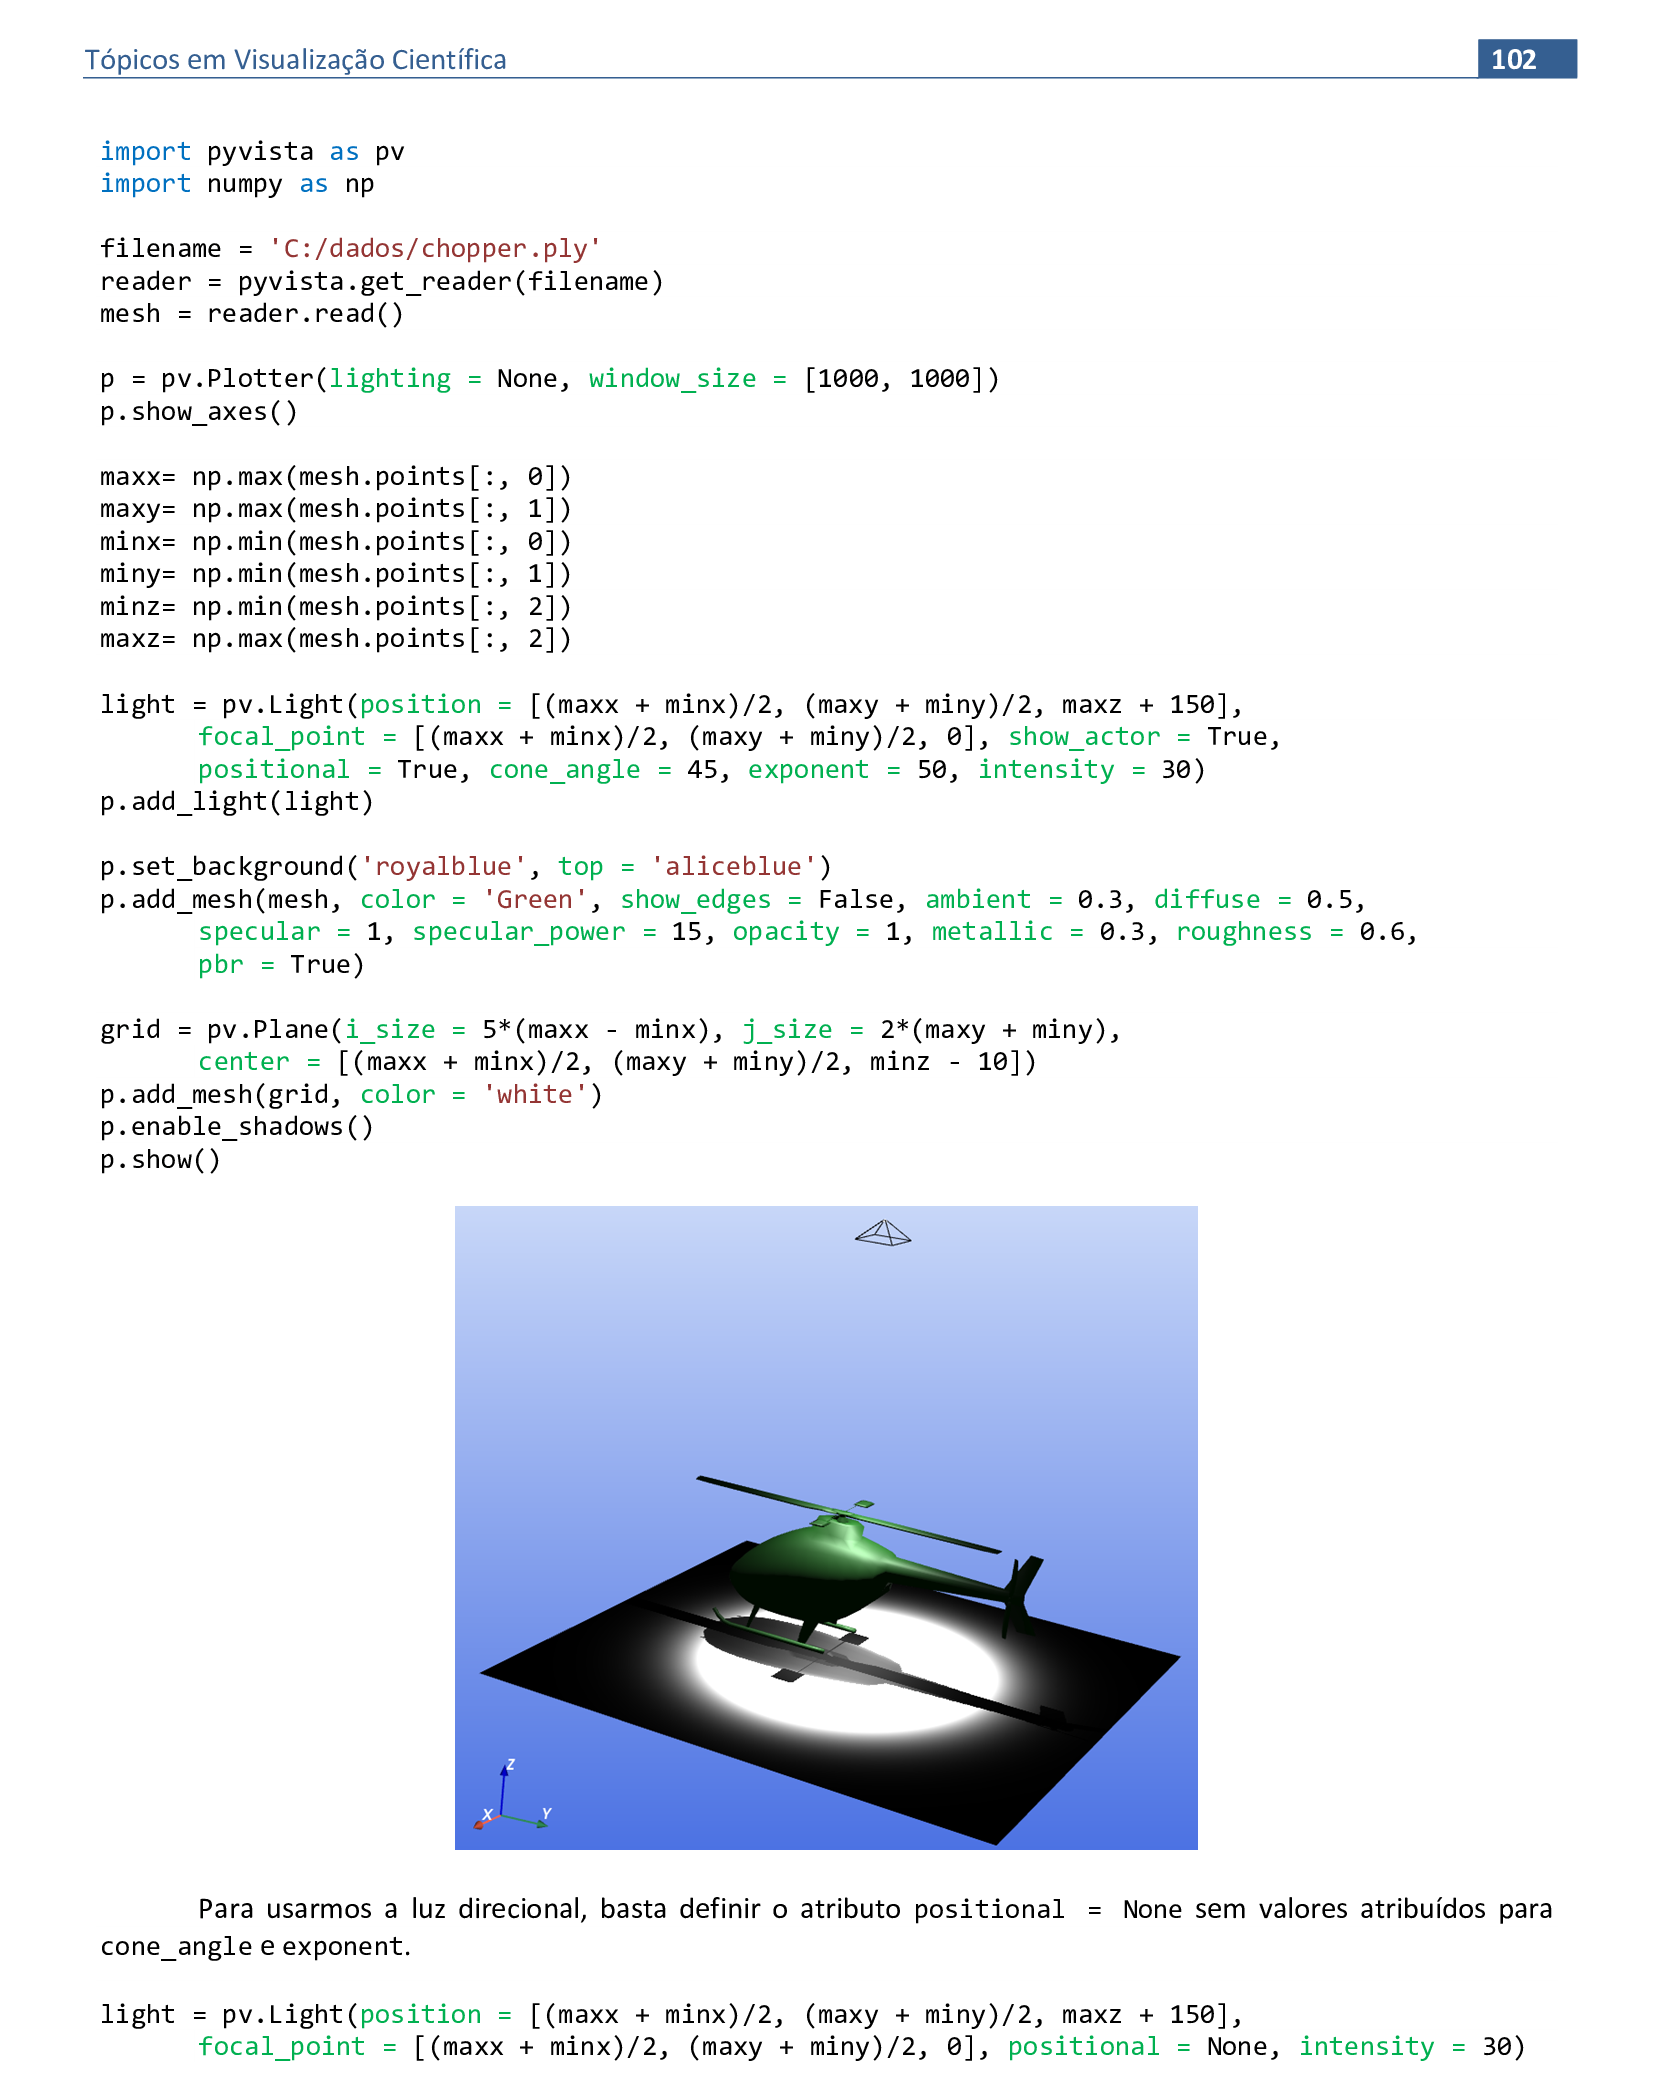 Tópicos em Visualização Científica 102
import pyvista as pv
import numpy as np
filename = 'C:/dados/chopper.ply'
reader = pyvista.get_reader(filename)
mesh = reader.read()
p = pv.Plotter(lighting = None, window_size = [1000, 1000])
p.show_axes()
maxx= np.max(mesh.points[:, 0])
maxy= np.max(mesh.points[:, 1])
minx= np.min(mesh.points[:, 0])
miny= np.min(mesh.points[:, 1])
minz= np.min(mesh.points[:, 2])
maxz= np.max(mesh.points[:, 2])
light = pv.Light(position = [(maxx + minx)/2, (maxy + miny)/2, maxz + 150],
focal_point = [(maxx + minx)/2, (maxy + miny)/2, 0], show_actor = True,
positional = True, cone_angle = 45, exponent = 50, intensity = 30)
p.add_light(light)
p.set_background('royalblue', top = 'aliceblue')
p.add_mesh(mesh, color = 'Green', show_edges = False, ambient = 0.3, diffuse = 0.5,
specular = 1, specular_power = 15, opacity = 1, metallic = 0.3, roughness = 0.6,
pbr = True)
grid = pv.Plane(i_size = 5*(maxx - minx), j_size = 2*(maxy + miny),
center = [(maxx + minx)/2, (maxy + miny)/2, minz - 10])
p.add_mesh(grid, color = 'white')
p.enable_shadows()
p.show()
Z
X Y
Para usarmos a luz direcional, basta definir o atributo positional = None sem valores atribuídos para
cone_angle e exponent.
light = pv.Light(position = [(maxx + minx)/2, (maxy + miny)/2, maxz + 150],
focal_point = [(maxx + minx)/2, (maxy + miny)/2, 0], positional = None, intensity = 30)